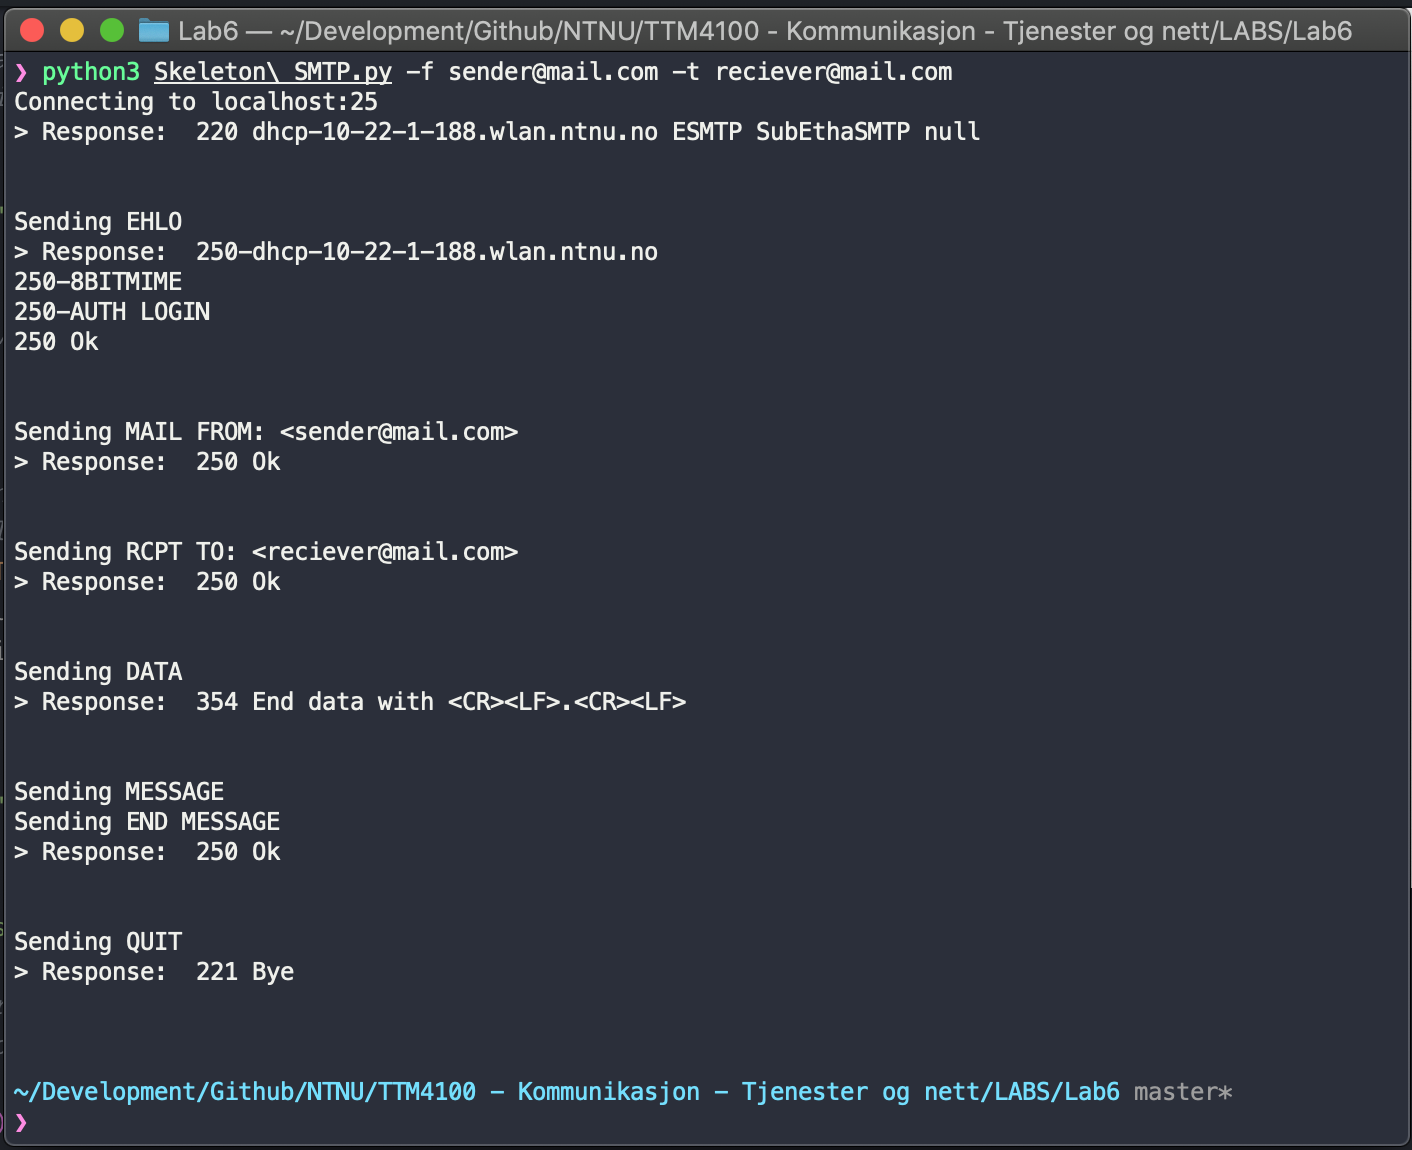 Lab6 — ~/Development/Github/NTNU/TTM4100 - Kommunikasjon - Tjenester og nett/LABS/Lab6
❯ python3 Skeleton\ SMTP.py -f sender@mail.com -t reciever@mail.com
Connecting to localhost:25
> Response:  220 dhcp-10-22-1-188.wlan.ntnu.no ESMTP SubEthaSMTP null
Sending EHLO
> Response:  250-dhcp-10-22-1-188.wlan.ntnu.no
250-8BITMIME
250-AUTH LOGIN
250 Ok
Sending MAIL FROM: <sender@mail.com>
> Response:  250 Ok
Sending RCPT TO: <reciever@mail.com>
> Response:  250 Ok
Sending DATA
> Response:  354 End data with <CR><LF>.<CR><LF>
Sending MESSAGE
Sending END MESSAGE
> Response:  250 Ok
Sending QUIT
> Response:  221 Bye
~/Development/Github/NTNU/TTM4100 - Kommunikasjon - Tjenester og nett/LABS/Lab6 master*
❯